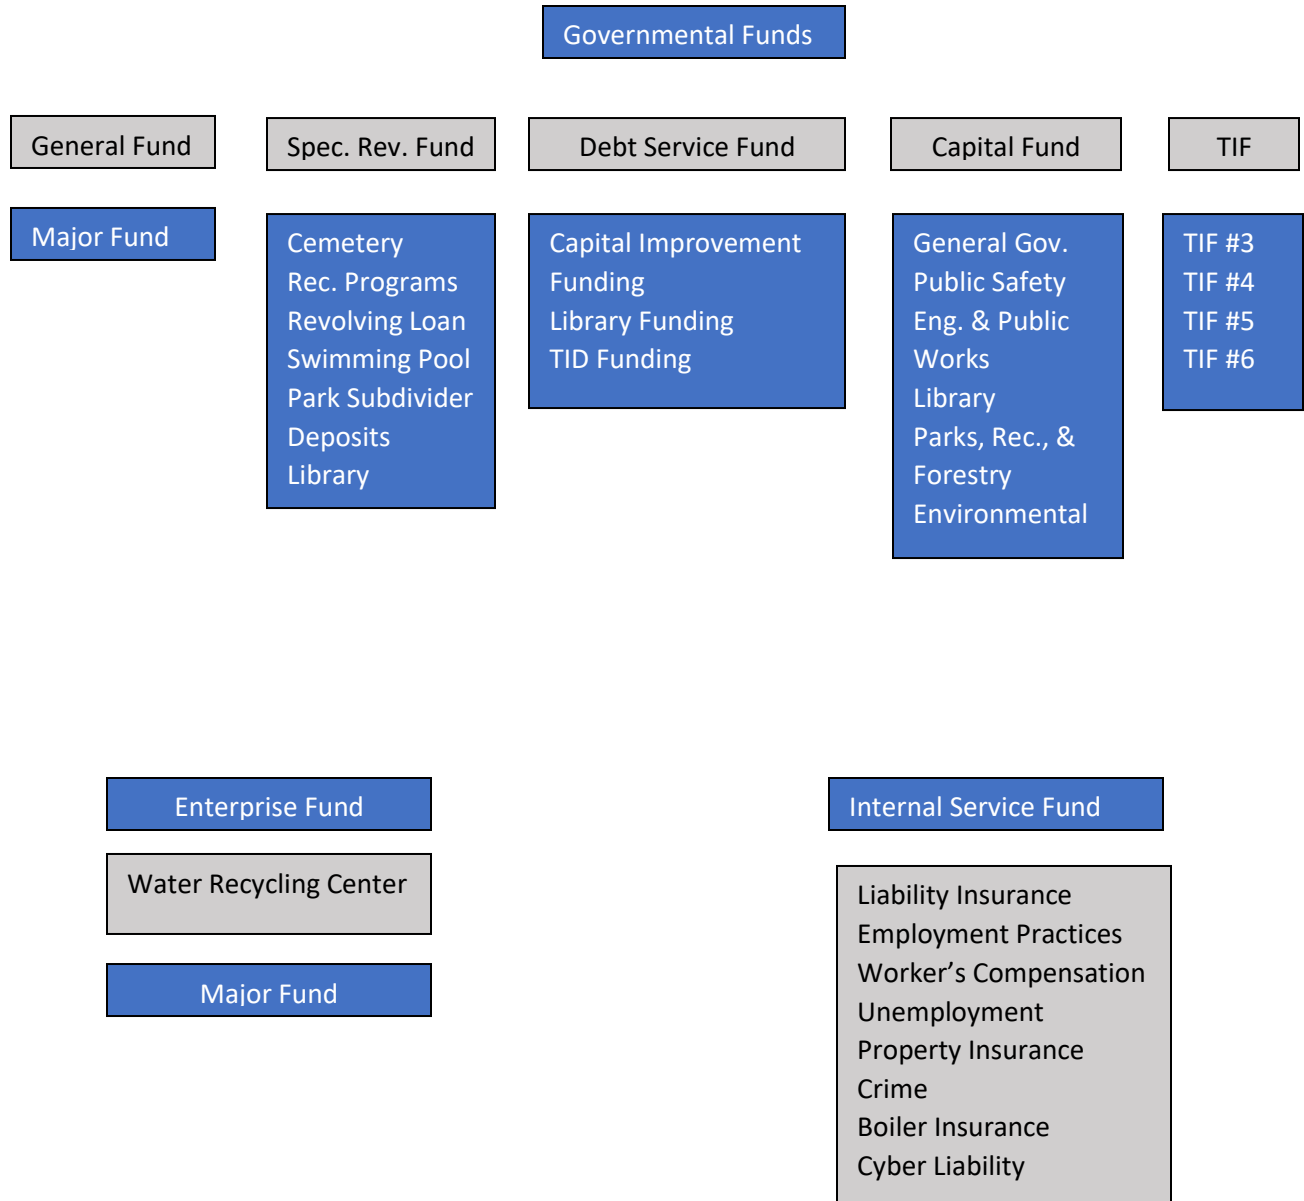 Governmental Funds
General Fund
Spec. Rev. Fund
Debt Service Fund
Capital Fund
TIF
Major Fund
Cemetery
Rec. Programs
Revolving Loan
Swimming Pool
Park Subdivider
Deposits
Library
Capital Improvement
Funding
Library Funding
TID Funding
General Gov.
Public Safety
Eng. & Public
Works
Library
Parks, Rec., &
Forestry
Environmental
TIF #3
TIF #4
TIF #5
TIF #6
Enterprise Fund
Water Recycling Center
Major Fund
Internal Service Fund
Liability Insurance
Employment Practices
Worker’s Compensation
Unemployment
Property Insurance
Crime
Boiler Insurance
Cyber Liability